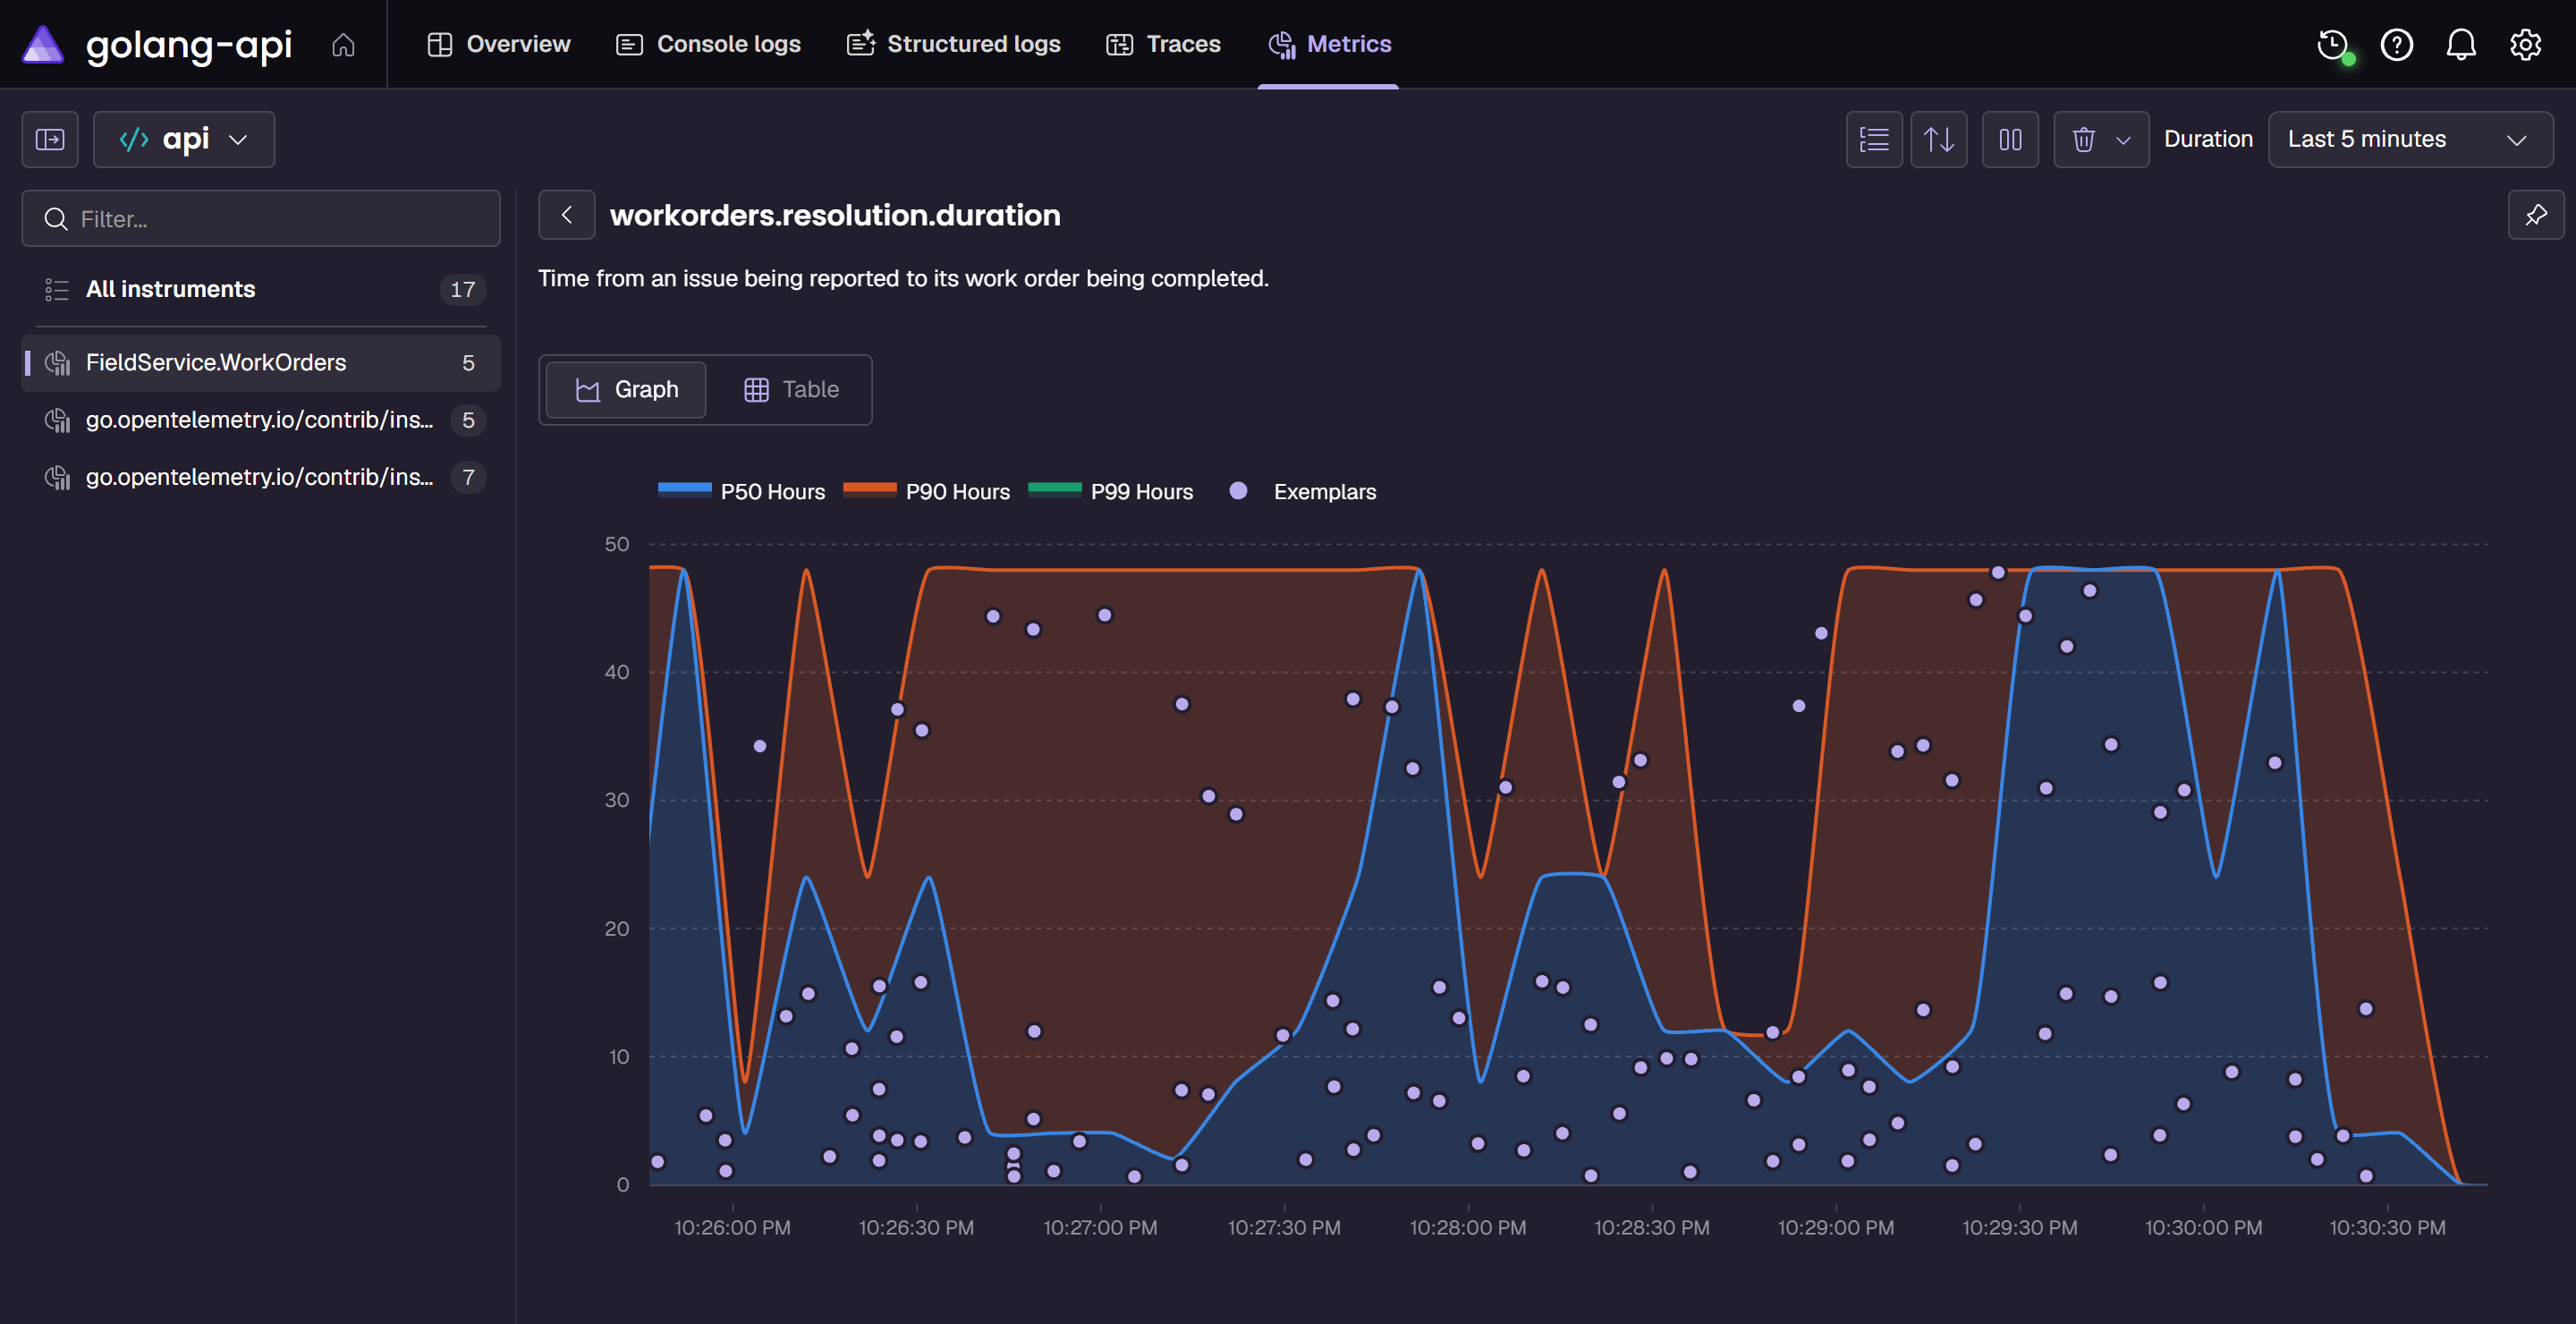 golang-api
Overview
Console logs
Structured logs
Traces
Metrics
api
Duration
Last 5 minutes
Filter...
All instruments
17
FieldService.WorkOrders
5
go.opentelemetry.io/contrib/ins...
5
go.opentelemetry.io/contrib/ins...
7
workorders.resolution.duration
Time from an issue being reported to its work order being completed.
Graph
Table
P50 Hours
P90 Hours
P99 Hours
Exemplars
50
40
30
20
10
0
10:26:00 PM
10:26:30 PM
10:27:00 PM
10:27:30 PM
10:28:00 PM
10:28:30 PM
10:29:00 PM
10:29:30 PM
10:30:00 PM
10:30:30 PM